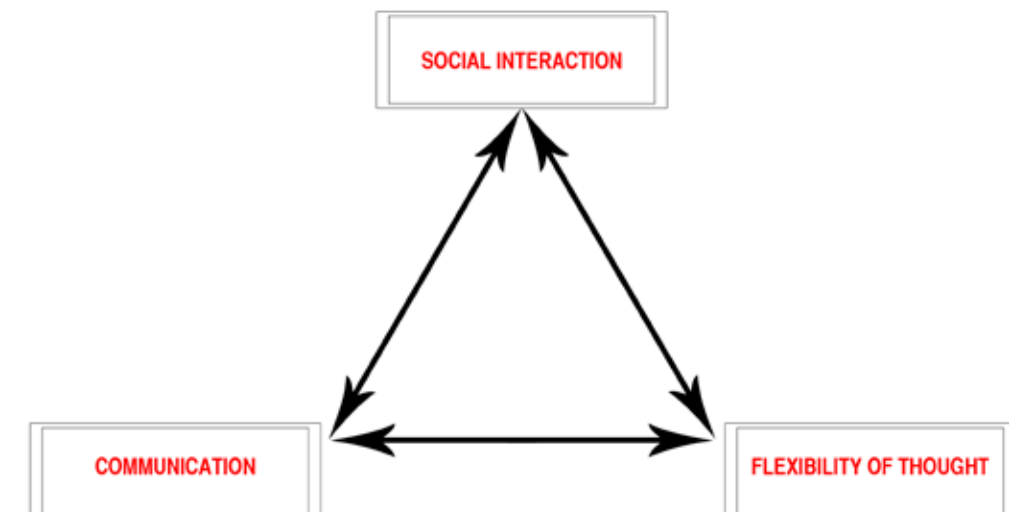 SOCIAL INTERACTION
COMMUNICATION
FLEXIBILITY OF THOUGHT